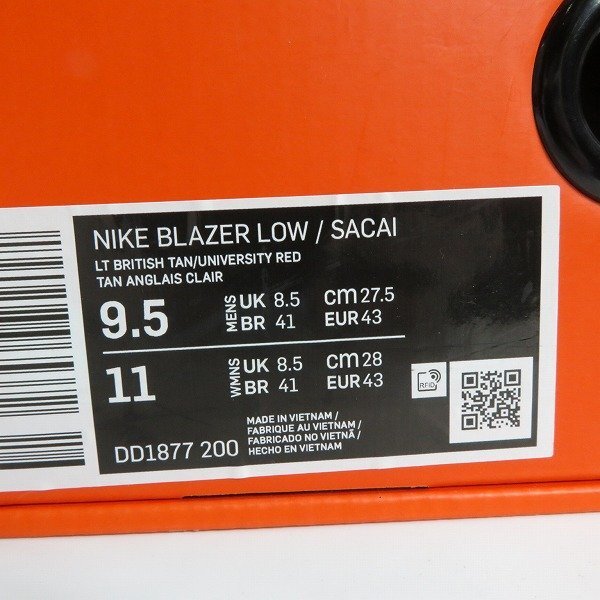 NIKE BLAZER LOW / SACAI
LT BRITISH TAN/UNIVERSITY RED
TAN ANGLAIS CLAIR
9.5 MENS UK 8.5 cm 27.5
BR 41 EUR 43
11 WMNS UK 8.5 cm 28
BR 41 EUR 43
RFID
MADE IN VIETNAM /
FABRIQUE AU VIETNAM /
FABRICADO NO VIETNÃ /
HECHO EN VIETNAM
DD1877 200